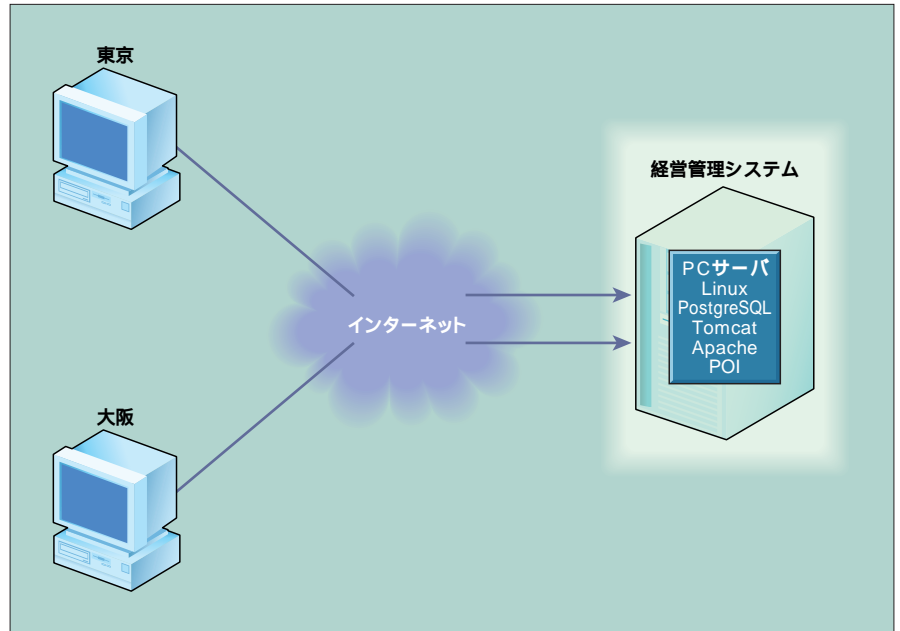 東京
経営管理システム
PCサーバ
Linux
PostgreSQL
Tomcat
Apache
POI
インターネット
大阪